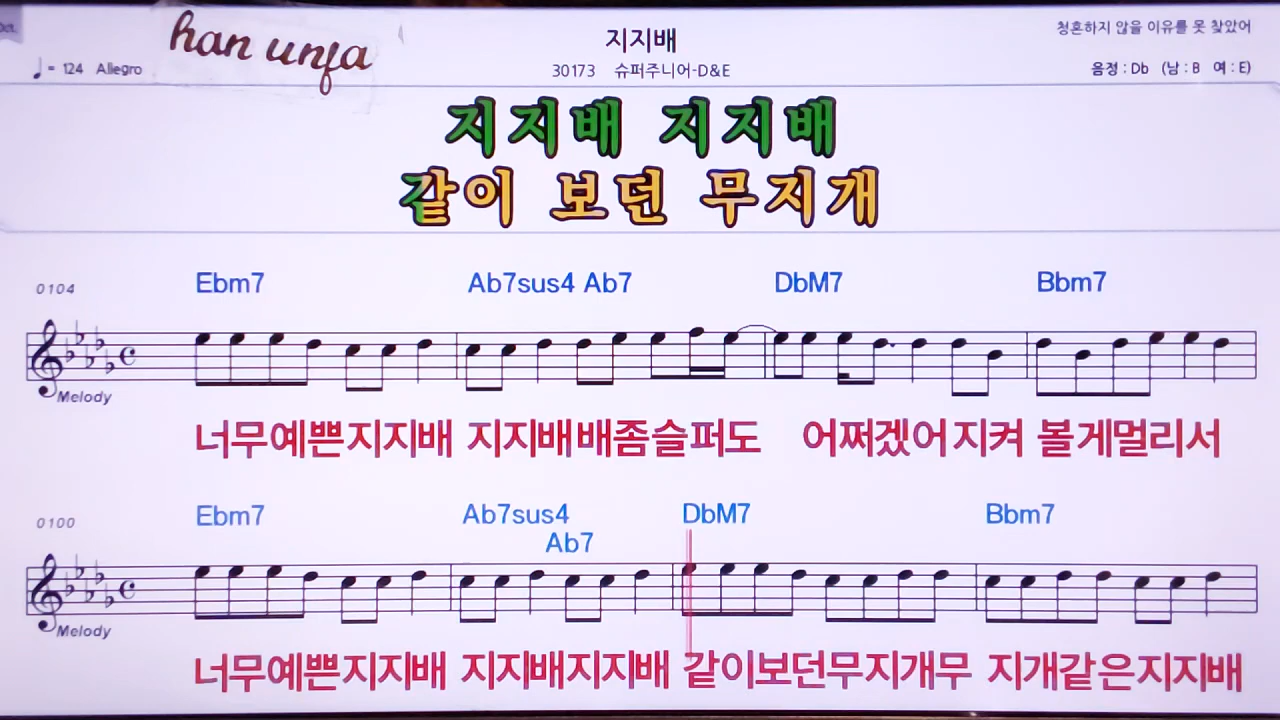 han unja
지지배
청혼하지 않을 이유를 못 찾았어
♩= 124 Allegro
30173 슈퍼주니어-D&E
음정 : Db (남 : B 여 : E)
지지배 지지배
같이 보던 무지개
0104
Ebm7 Ab7sus4 Ab7 DbM7 Bbm7
Melody
너무예쁜지지배 지지배배좀슬퍼도 어쩌겠어지켜 볼게멀리서
0100
Ebm7 Ab7sus4 DbM7 Bbm7
Ab7
Melody
너무예쁜지지배 지지배지지배 같이보던무지개무 지개같은지지배